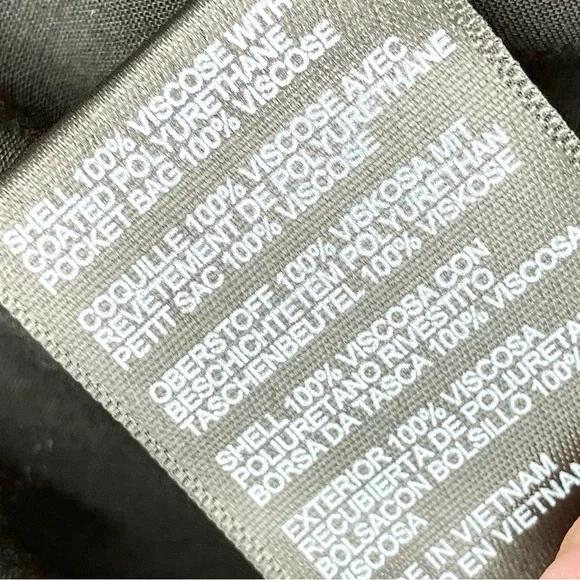 SHELL 100% VISCOSE WITH
COATED POLYURETHANE
POCKET BAG 100% VISCOSE
COQUILLE 100% VISCOSE AVEC
REVÊTEMENT DE POLYURETHANE
PETIT SAC 100% VISCOSE
OBERSTOFF 100% VISKOSA MIT
BESCHICHTETEM POLYURETHAN
TASCHENBEUTEL 100% VISKOSE
SHELL 100% VISCOSA CON
POLIURETANO RIVESTITO
BORSA DA TASCA 100% VISCOSA
EXTERIOR 100% VISCOSA
RECUBIERTA DE POLIURETA
BOLSACON BOLSILLO 100%
VISCOSA
E IN VIETNAM
EN VIETNAM